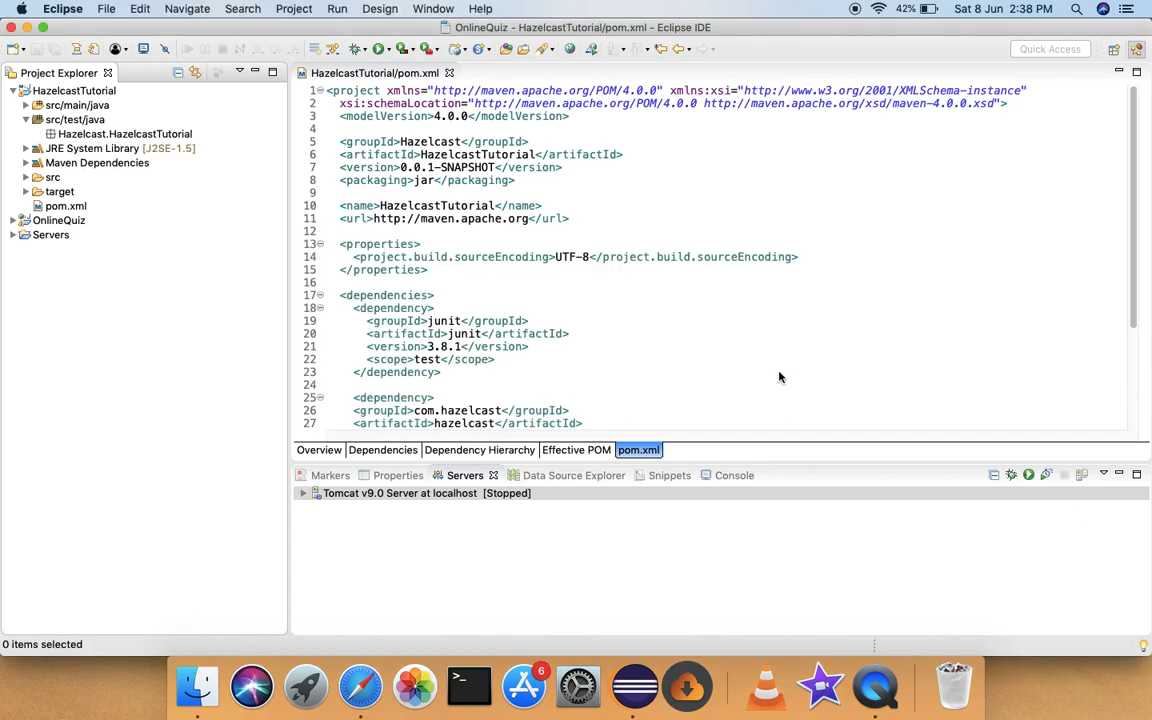 Eclipse File Edit Navigate Search Project Run Design Window Help 42% Sat 8 Jun 2:38 PM
OnlineQuiz - HazelcastTutorial/pom.xml - Eclipse IDE
Quick Access
Project Explorer
HazelcastTutorial
src/main/java
src/test/java
Hazelcast.HazelcastTutorial
JRE System Library [J2SE-1.5]
Maven Dependencies
src
target
pom.xml
OnlineQuiz
Servers
HazelcastTutorial/pom.xml
1 <project xmlns="http://maven.apache.org/POM/4.0.0" xmlns:xsi="http://www.w3.org/2001/XMLSchema-instance"
2 xsi:schemaLocation="http://maven.apache.org/POM/4.0.0 http://maven.apache.org/xsd/maven-4.0.0.xsd">
3 <modelVersion>4.0.0</modelVersion>
4
5 <groupId>Hazelcast</groupId>
6 <artifactId>HazelcastTutorial</artifactId>
7 <version>0.0.1-SNAPSHOT</version>
8 <packaging>jar</packaging>
9
10 <name>HazelcastTutorial</name>
11 <url>http://maven.apache.org</url>
12
13 <properties>
14 <project.build.sourceEncoding>UTF-8</project.build.sourceEncoding>
15 </properties>
16
17 <dependencies>
18 <dependency>
19 <groupId>junit</groupId>
20 <artifactId>junit</artifactId>
21 <version>3.8.1</version>
22 <scope>test</scope>
23 </dependency>
24
25 <dependency>
26 <groupId>com.hazelcast</groupId>
27 <artifactId>hazelcast</artifactId>
Overview Dependencies Dependency Hierarchy Effective POM pom.xml
Markers Properties Servers Data Source Explorer Snippets Console
Tomcat v9.0 Server at localhost [Stopped]
0 items selected
6
>_